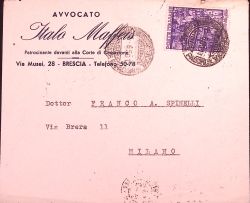 AVVOCATO
Italo Maffeis
Patrocinante davanti alla Corte di Cassazione
Via Musei, 28 - BRESCIA - Telefono 50-78
Dottor FRANCO A. SPINELLI
Via Brera 11
MILANO